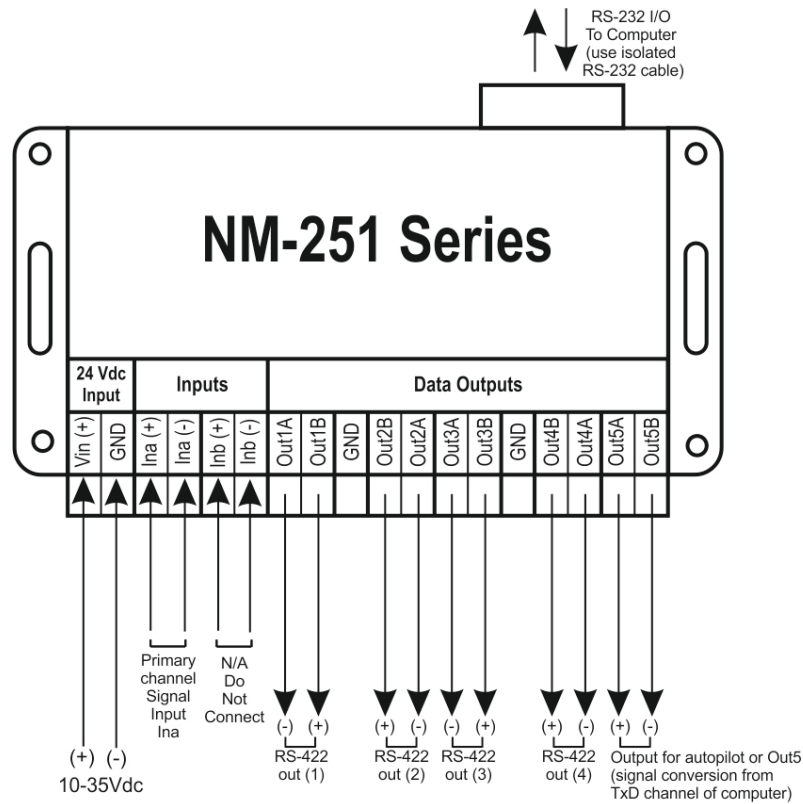 RS-232 I/O
To Computer
(use isolated
RS-232 cable)
NM-251 Series
24 Vdc
Input
Inputs
Data Outputs
Vin (+)
GND
Ina (+)
Ina (-)
Inb (+)
Inb (-)
Out1A
Out1B
GND
Out2B
Out2A
Out3A
Out3B
GND
Out4B
Out4A
Out5A
Out5B
Primary
channel
Signal
Input
Ina
N/A
Do
Not
Connect
(+) (-)
10-35Vdc
(-) (+)
RS-422
out (1)
(+) (-)
RS-422
out (2)
(-) (+)
RS-422
out (3)
(+) (-)
RS-422
out (4)
(+) (-)
Output for autopilot or Out5
(signal conversion from
TxD channel of computer)